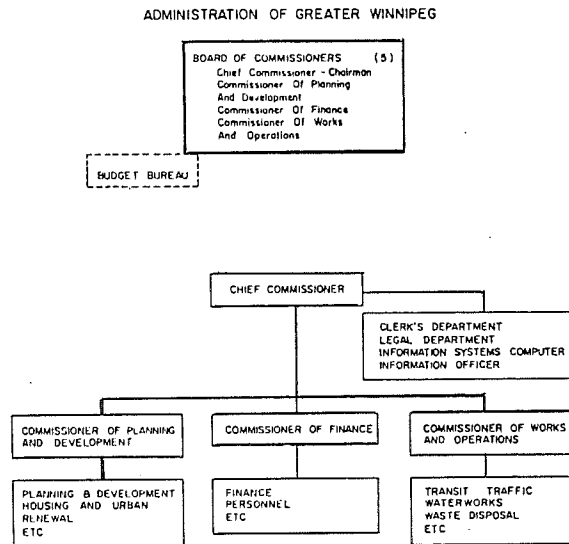 ADMINISTRATION OF GREATER WINNIPEG
BOARD OF COMMISSIONERS (5)
Chief Commissioner - Chairman
Commissioner Of Planning
And Development
Commissioner Of Finance
Commissioner Of Works
And Operations
BUDGET BUREAU
CHIEF COMMISSIONER
CLERK'S DEPARTMENT
LEGAL DEPARTMENT
INFORMATION SYSTEMS COMPUTER
INFORMATION OFFICER
COMMISSIONER OF PLANNING
AND DEVELOPMENT
COMMISSIONER OF FINANCE
COMMISSIONER OF WORKS
AND OPERATIONS
PLANNING & DEVELOPMENT
HOUSING AND URBAN
RENEWAL
ETC
FINANCE
PERSONNEL
ETC
TRANSIT TRAFFIC
WATERWORKS
WASTE DISPOSAL
ETC